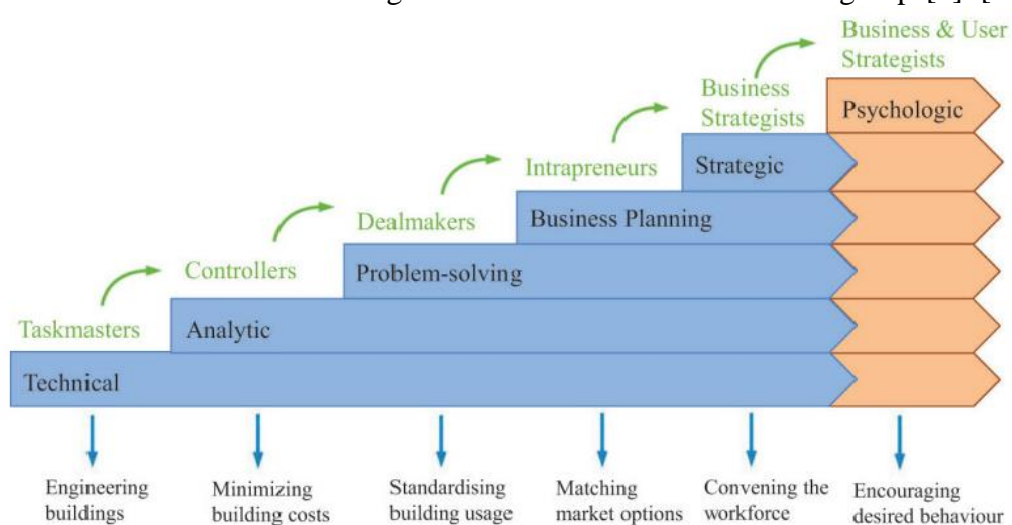 Business & User
Strategists
Psychologic
Business
Strategists
Strategic
Intrapreneurs
Business Planning
Dealmakers
Problem-solving
Controllers
Analytic
Taskmasters
Technical
Engineering
buildings
Minimizing
building costs
Standardising
building usage
Matching
market options
Convening the
workforce
Encouraging
desired behaviour